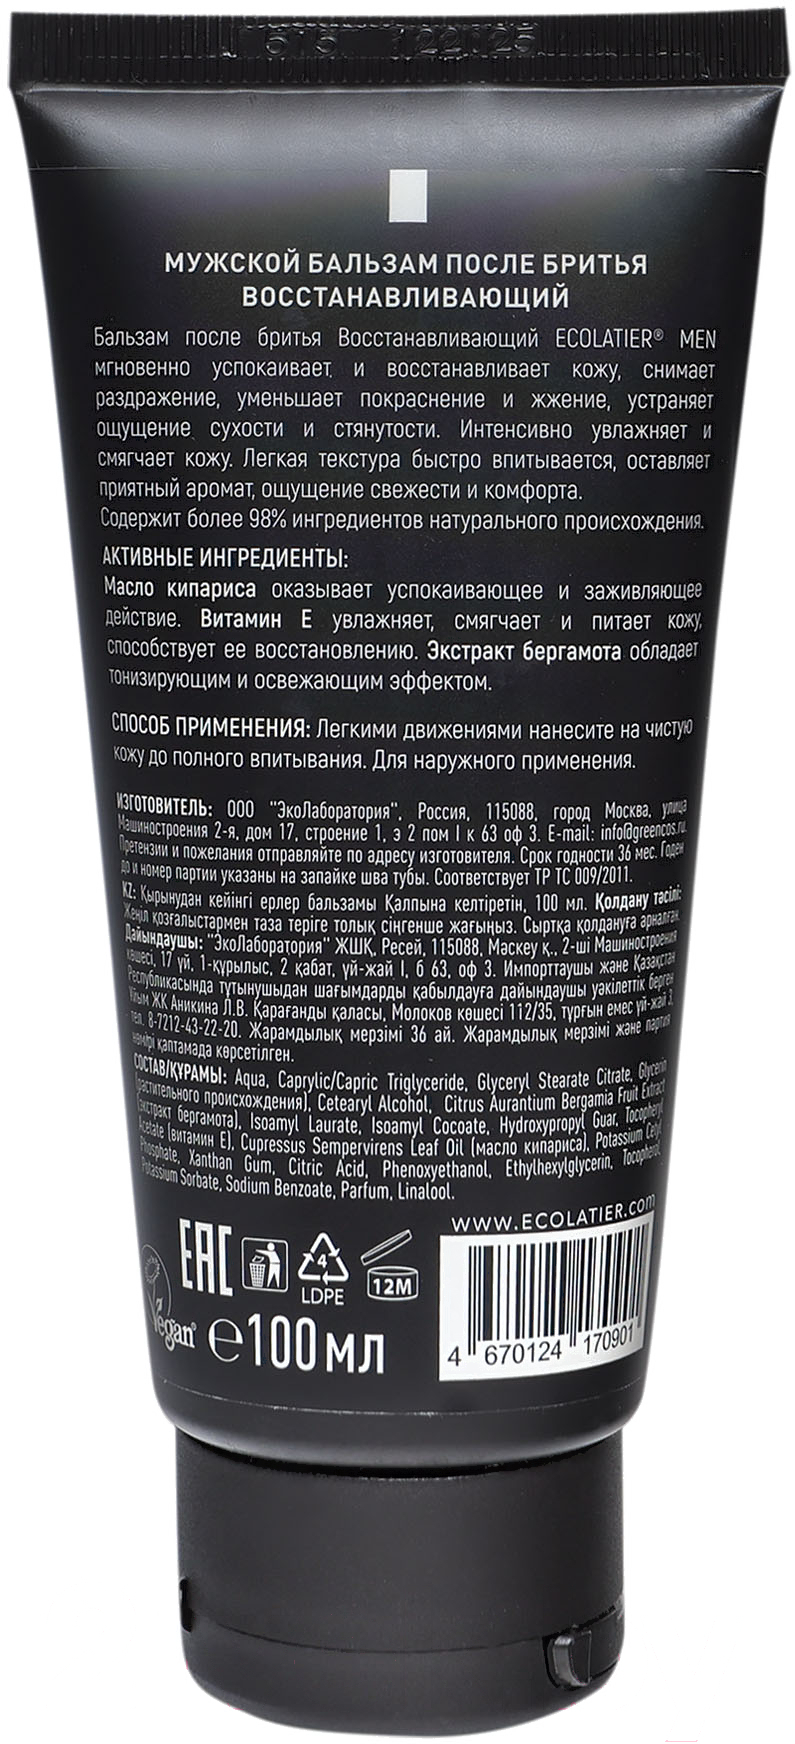 515 122025
МУЖСКОЙ БАЛЬЗАМ ПОСЛЕ БРИТЬЯ
ВОССТАНАВЛИВАЮЩИЙ
Бальзам после бритья Восстанавливающий ECOLATIER® MEN
мгновенно успокаивает и восстанавливает кожу, снимает
раздражение, уменьшает покраснение и жжение, устраняет
ощущение сухости и стянутости. Интенсивно увлажняет и
смягчает кожу. Легкая текстура быстро впитывается, оставляет
приятный аромат, ощущение свежести и комфорта.
Содержит более 98% ингредиентов натурального происхождения.
АКТИВНЫЕ ИНГРЕДИЕНТЫ:
Масло кипариса оказывает успокаивающее и заживляющее
действие. Витамин Е увлажняет, смягчает и питает кожу,
способствует ее восстановлению. Экстракт бергамота обладает
тонизирующим и освежающим эффектом.
СПОСОБ ПРИМЕНЕНИЯ: Легкими движениями нанесите на чистую
кожу до полного впитывания. Для наружного применения.
ИЗГОТОВИТЕЛЬ: ООО "ЭкоЛаборатория", Россия, 115088, город Москва, улица
Машиностроения 2-я, дом 17, строение 1, э 2 пом I к 63 оф 3. E-mail: info@greencos.ru.
Претензии и пожелания отправляйте по адресу изготовителя. Срок годности 36 мес. Годен
до и номер партии указаны на запайке шва тубы. Соответствует ТР ТС 009/2011.
KZ: Қырынудан кейінгі ерлер бальзамы Қалпына келтіретін, 100 мл. Қолдану тәсілі:
Жеңіл қозғалыстармен таза теріге толық сіңгенше жағыңыз. Сыртқа қолдануға арналған.
Дайындаушы: "ЭкоЛаборатория" ЖШҚ, Ресей, 115088, Мәскеу қ., 2-ші Машиностроения
көшесі, 17 үй, 1-құрылыс, 2 қабат, үй-жай I, б 63, оф 3. Импорттаушы және Қазақстан
Республикасында тұтынушыдан шағымдарды қабылдауға дайындаушы уәкілеттік берген
Ұйым ЖК Аникина Л.В. Қарағанды қаласы, Молоков көшесі 112/35, тұрғын емес үй-жай 3,
тел. 8-7212-43-22-20. Жарамдылық мерзімі 36 ай. Жарамдылық мерзімі және партия
нөмірі қаптамада көрсетілген.
СОСТАВ/ҚҰРАМЫ: Aqua, Caprylic/Capric Triglyceride, Glyceryl Stearate Citrate, Glycerin
(растительного происхождения), Cetearyl Alcohol, Citrus Aurantium Bergamia Fruit Extract
(экстракт бергамота), Isoamyl Laurate, Isoamyl Cocoate, Hydroxypropyl Guar, Tocopheryl
Acetate (витамин Е), Cupressus Sempervirens Leaf Oil (масло кипариса), Potassium Cetyl
Phosphate, Xanthan Gum, Citric Acid, Phenoxyethanol, Ethylhexylglycerin, Tocopherol,
Potassium Sorbate, Sodium Benzoate, Parfum, Linalool.
WWW.ECOLATIER.com
EAC
4
LDPE
12M
Vegan
℮100 МЛ
4 670124 170901